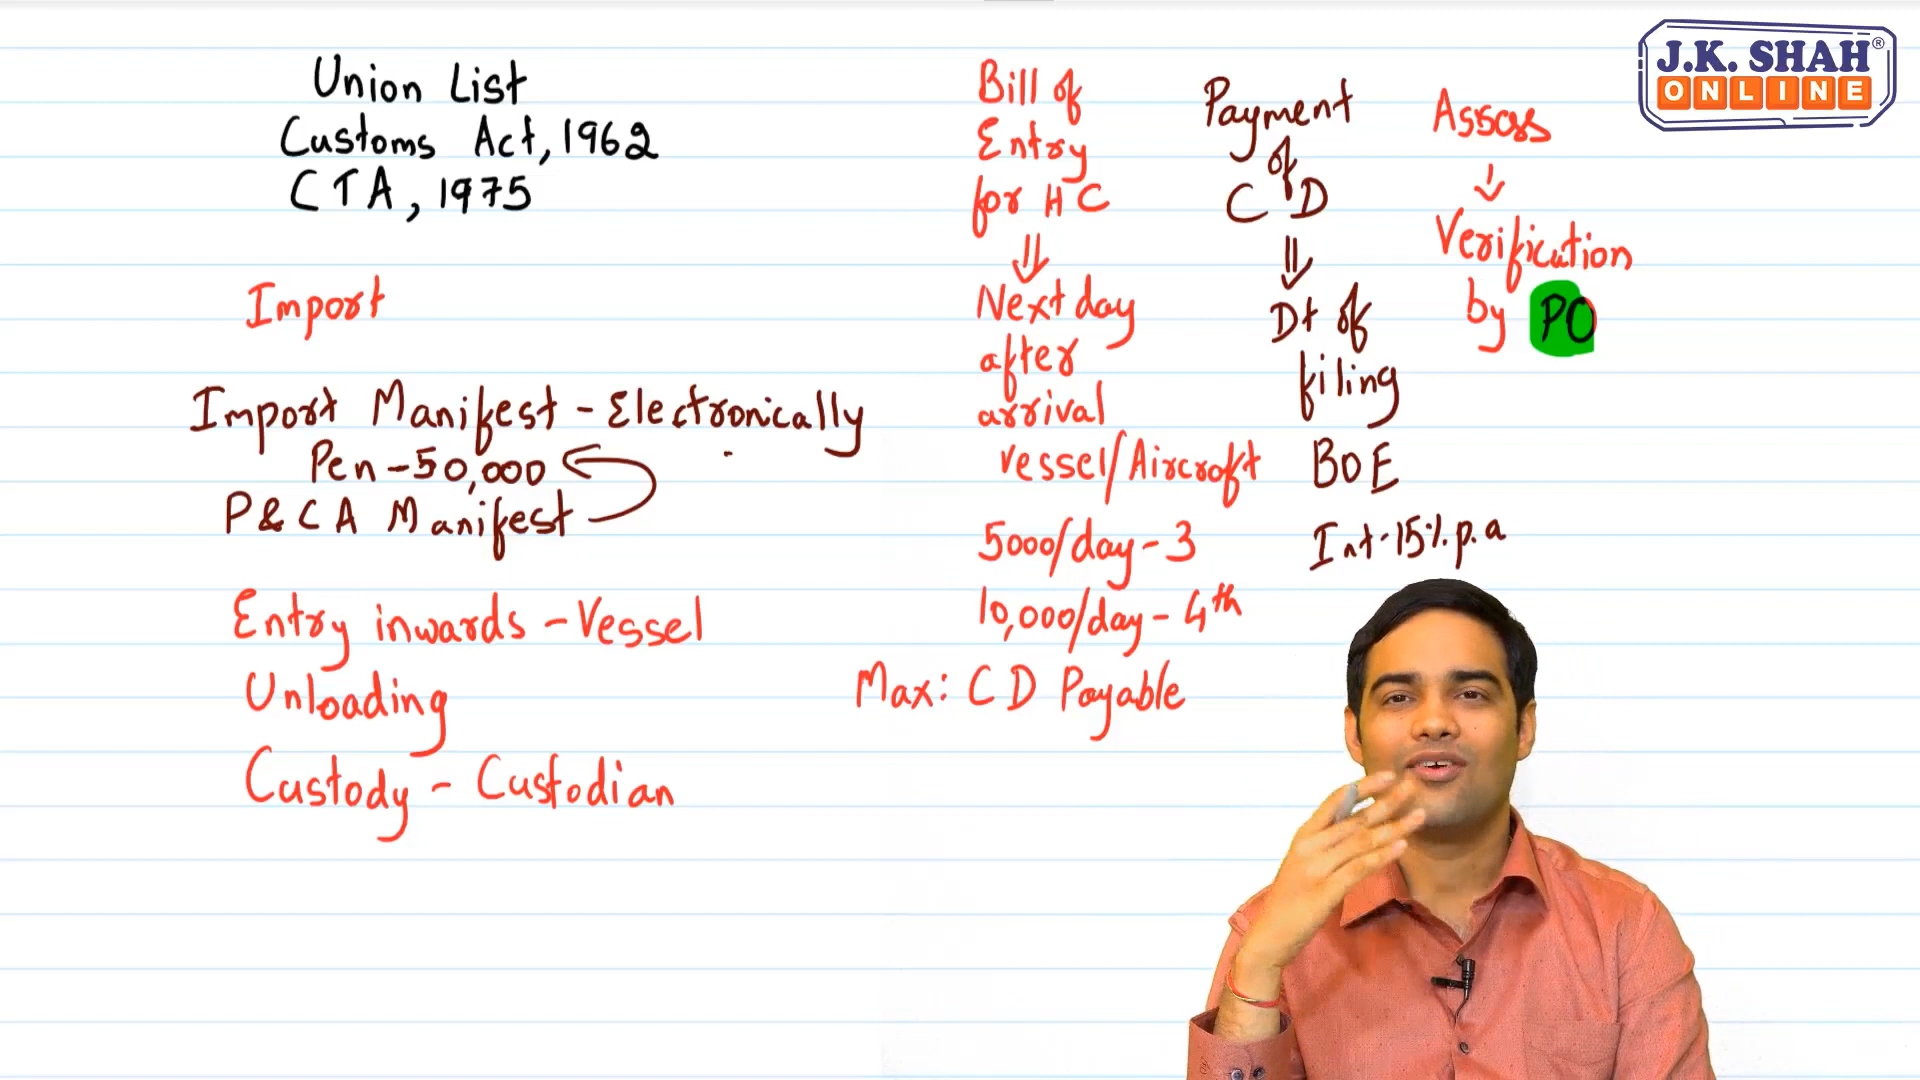 Union List
Customs Act, 1962
CTA, 1975
Import
Import Manifest - Electronically
Pen - 50,000
P&CA Manifest
Entry inwards - Vessel
Unloading
Custody - Custodian
Bill of
Entry
for HC
Next day
after
arrival
Vessel/Aircraft
5000/day - 3
10,000/day - 4th
Max: CD Payable
Payment
of
CD
Dt of
filing
BOE
Int - 15% p.a
Assess
Verification
by PO
J.K. SHAH®
ONLINE